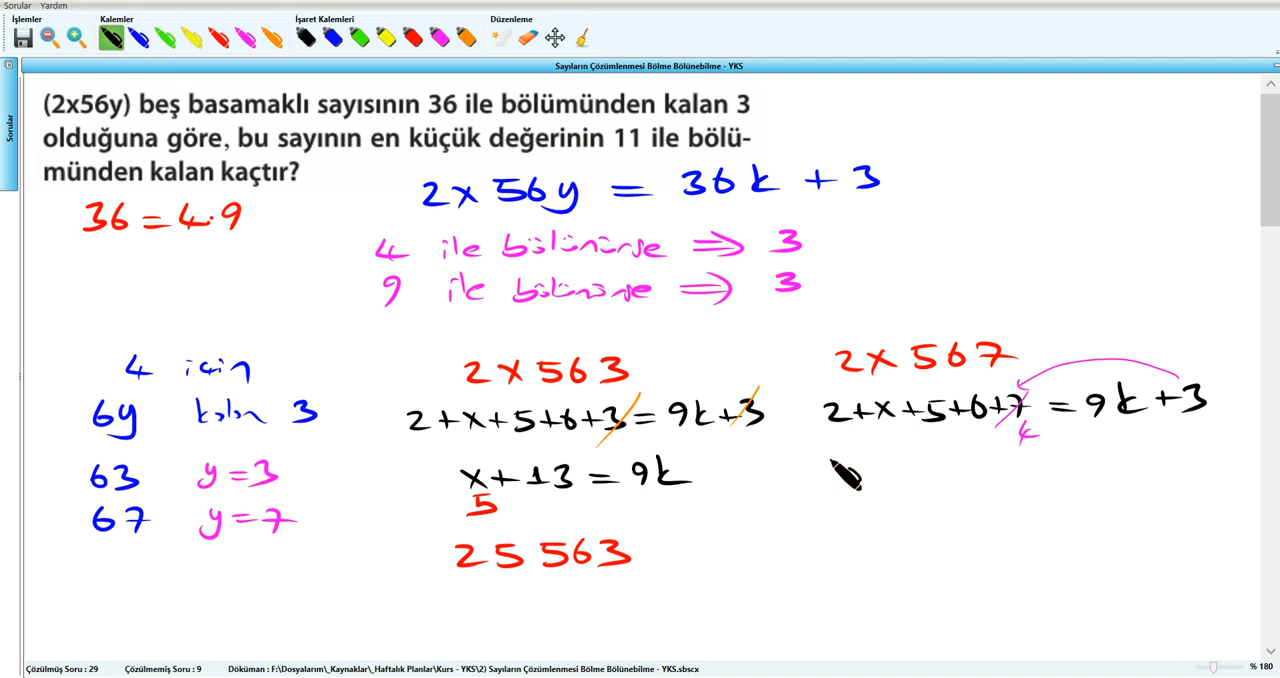 Sorular Yardım
İşlemler Kalemler İşaret Kalemleri Düzenleme
Sayıların Çözümlenmesi Bölme Bölünebilme - YKS
Sorular
(2x56y) beş basamaklı sayısının 36 ile bölümünden kalan 3
olduğuna göre, bu sayının en küçük değerinin 11 ile bölü-
münden kalan kaçtır?
2x56y = 36k + 3
36 = 4.9
4 ile bölünürse ⇒ 3
9 ile bölünürse ⇒ 3
4 için
6y kalan 3
63 y=3
67 y=7
2x563
2+x+5+6+3 = 9k+3
x+13 = 9k
5
25563
2x567
2+x+5+6+7 = 9k+3
4
Çözülmüş Soru : 29 Çözülmemiş Soru : 9 Döküman : F:\Dosyalarım\_Kaynaklar\_Haftalık Planlar\Kurs - YKS\2) Sayıların Çözümlenmesi Bölme Bölünebilme - YKS.sbscx % 180